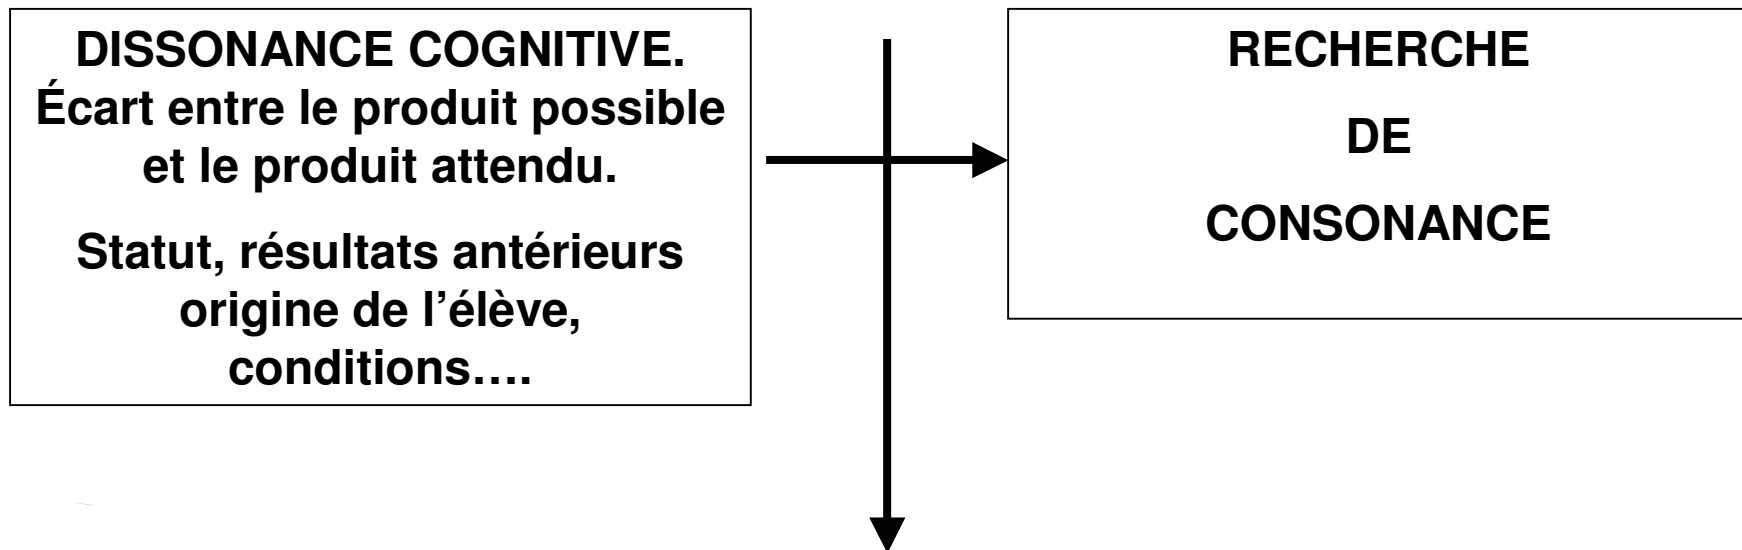 DISSONANCE COGNITIVE.
Écart entre le produit possible
et le produit attendu.
Statut, résultats antérieurs
origine de l’élève,
conditions….
RECHERCHE
DE
CONSONANCE